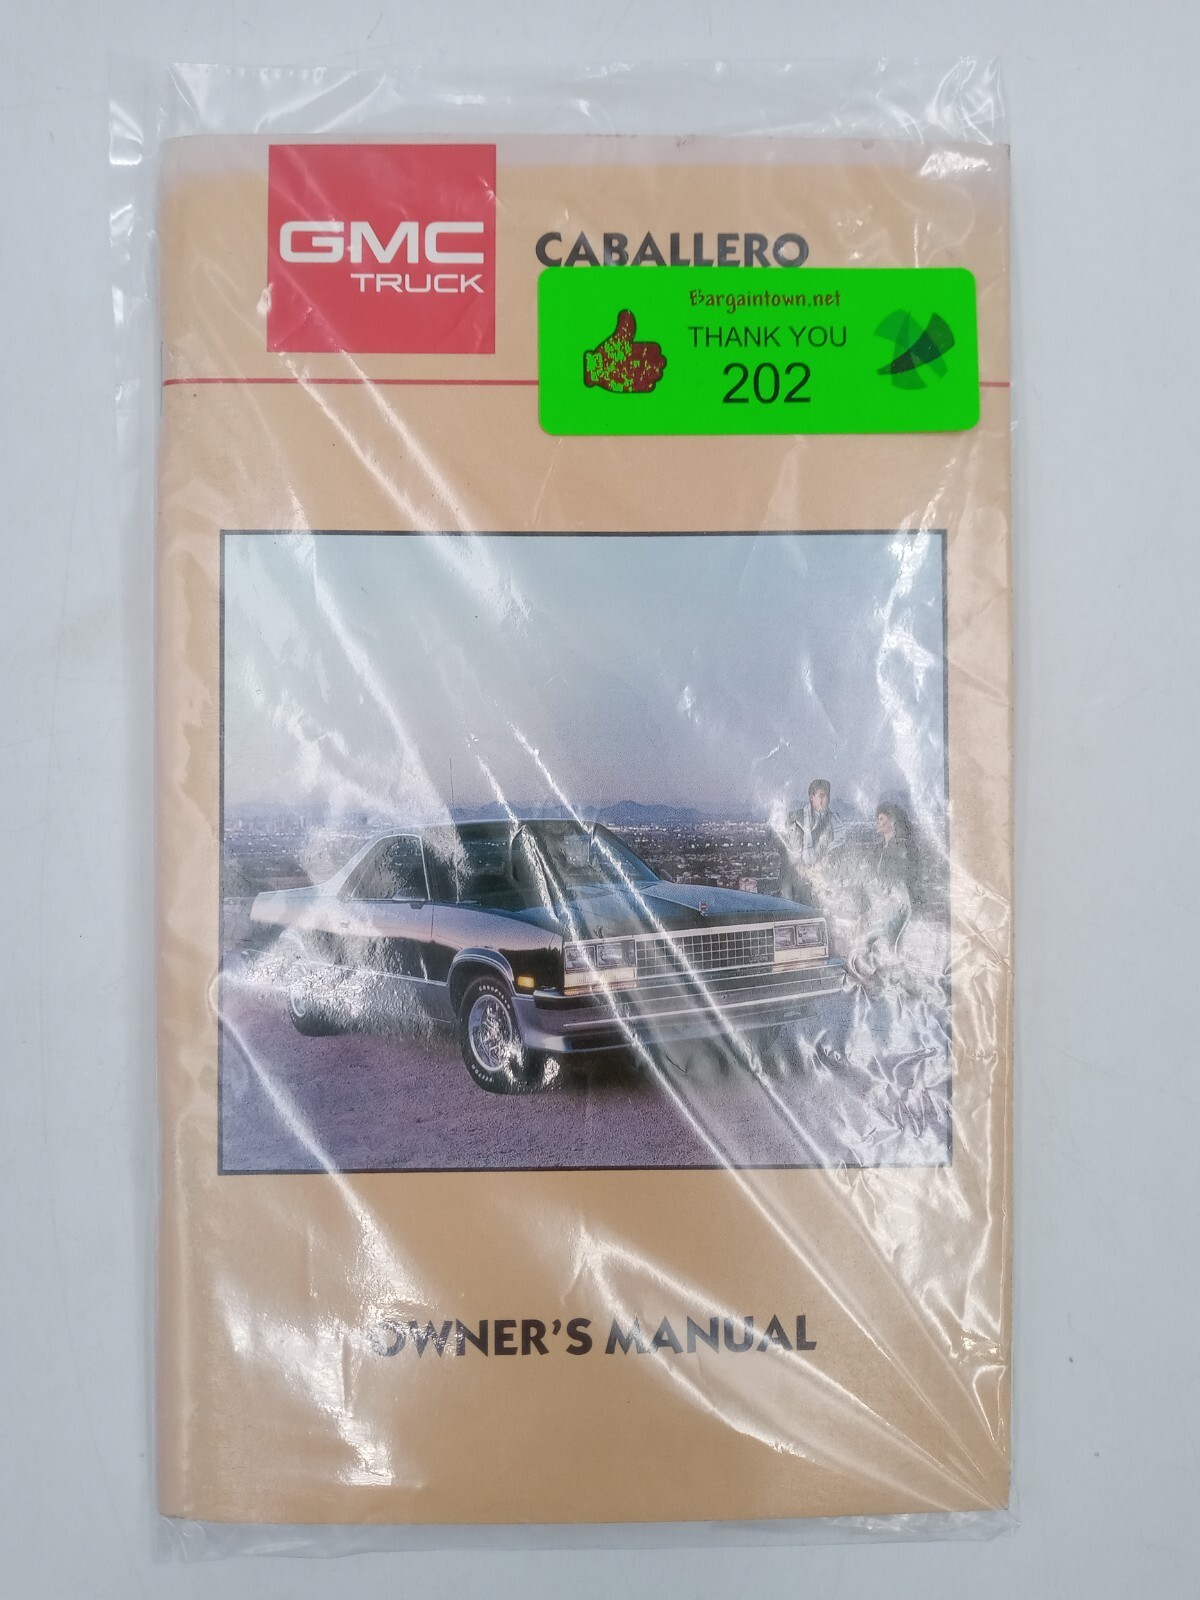 GMC
TRUCK
CABALLERO
Bargaintown.net
THANK YOU
202
OWNER'S MANUAL